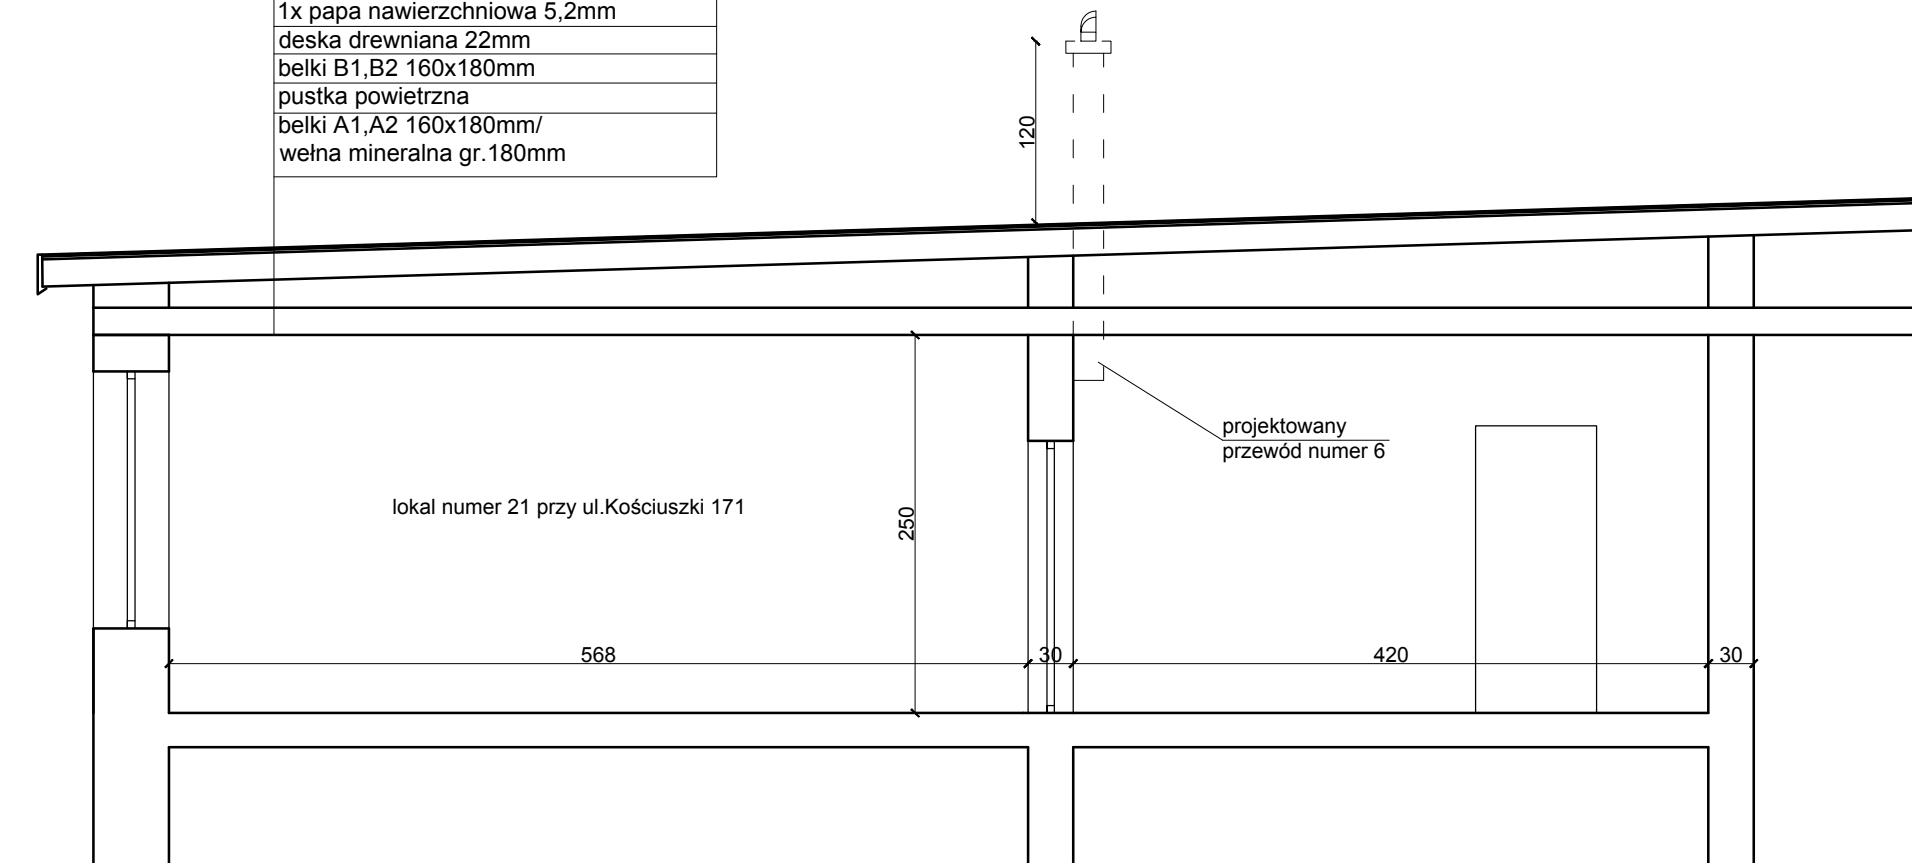 1x papa nawierzchniowa 5,2mm
deska drewniana 22mm
belki B1,B2 160x180mm
pustka powietrzna
belki A1,A2 160x180mm/
wełna mineralna gr.180mm
120
projektowany
przewód numer 6
lokal numer 21 przy ul.Kościuszki 171
250
568
30
420
30